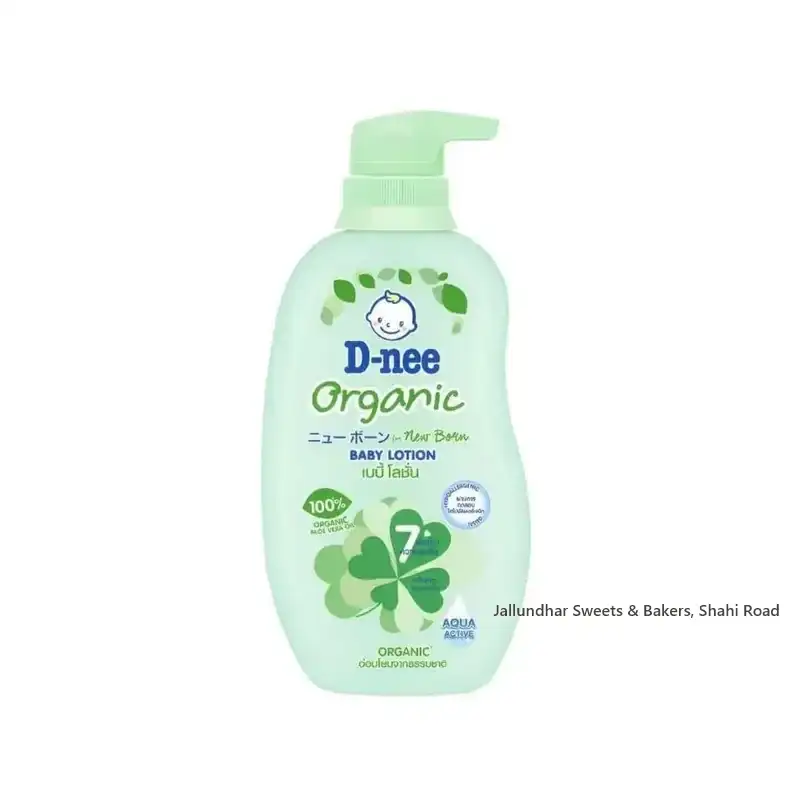 D-nee
Organic
ニュー ボーン for New Born
BABY LOTION
เบบี้ โลชั่น
100%
ORGANIC
ALOE VERA OIL
HYPOALLERGENIC
TESTED
7
AQUA
ACTIVE
ORGANIC
อ่อนโยนจากธรรมชาติ
Jallundhar Sweets & Bakers, Shahi Road